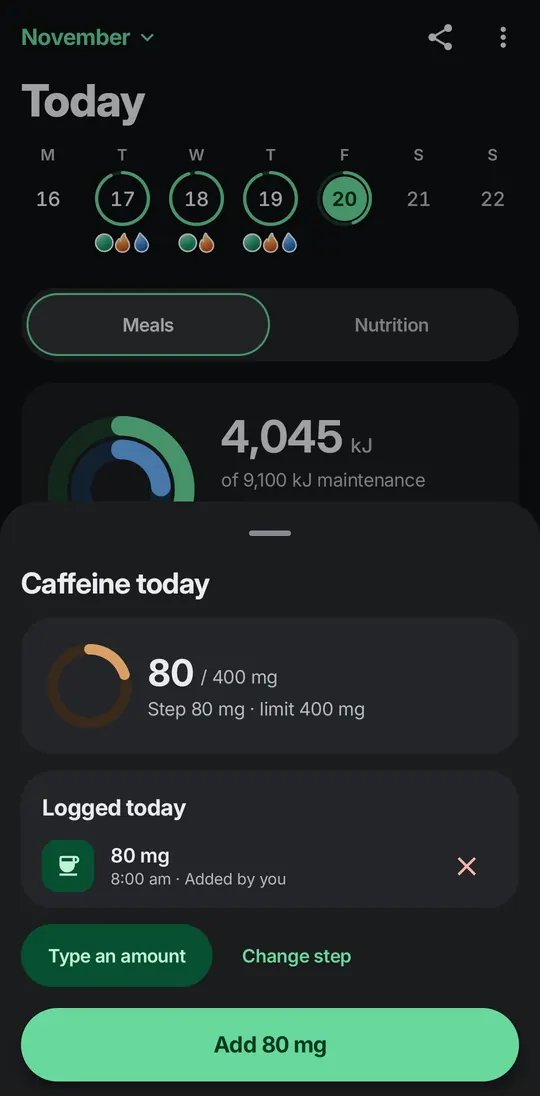 November
Today
M T W T F S S
16 17 18 19 20 21 22
Meals Nutrition
4,045 kJ
of 9,100 kJ maintenance
Caffeine today
80 / 400 mg
Step 80 mg · limit 400 mg
Logged today
80 mg
8:00 am · Added by you
Type an amount Change step
Add 80 mg